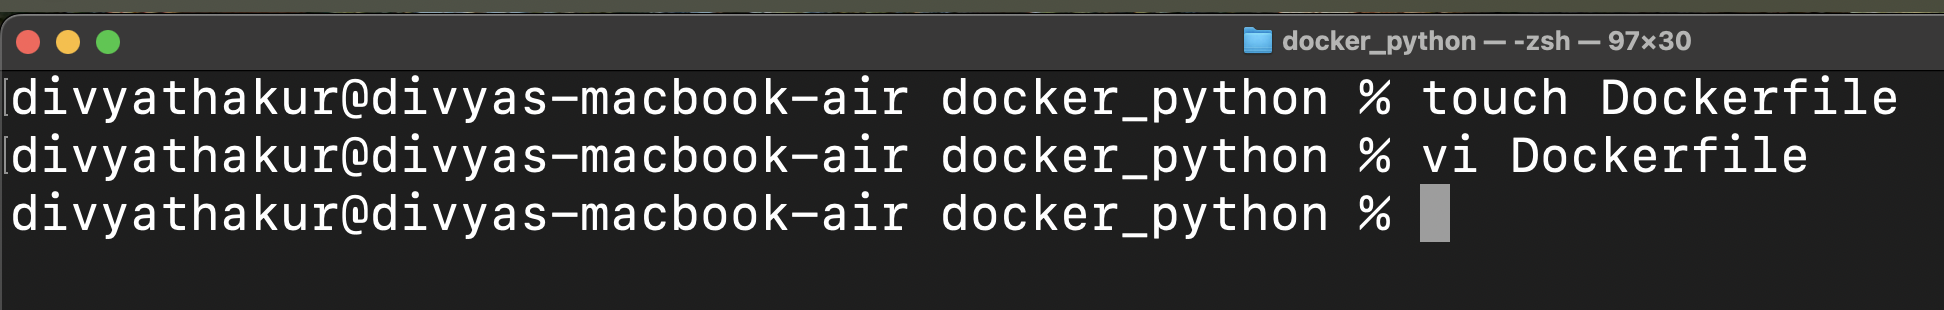 docker_python — -zsh — 97×30
divyathakur@divyas-macbook-air docker_python % touch Dockerfile
divyathakur@divyas-macbook-air docker_python % vi Dockerfile
divyathakur@divyas-macbook-air docker_python %